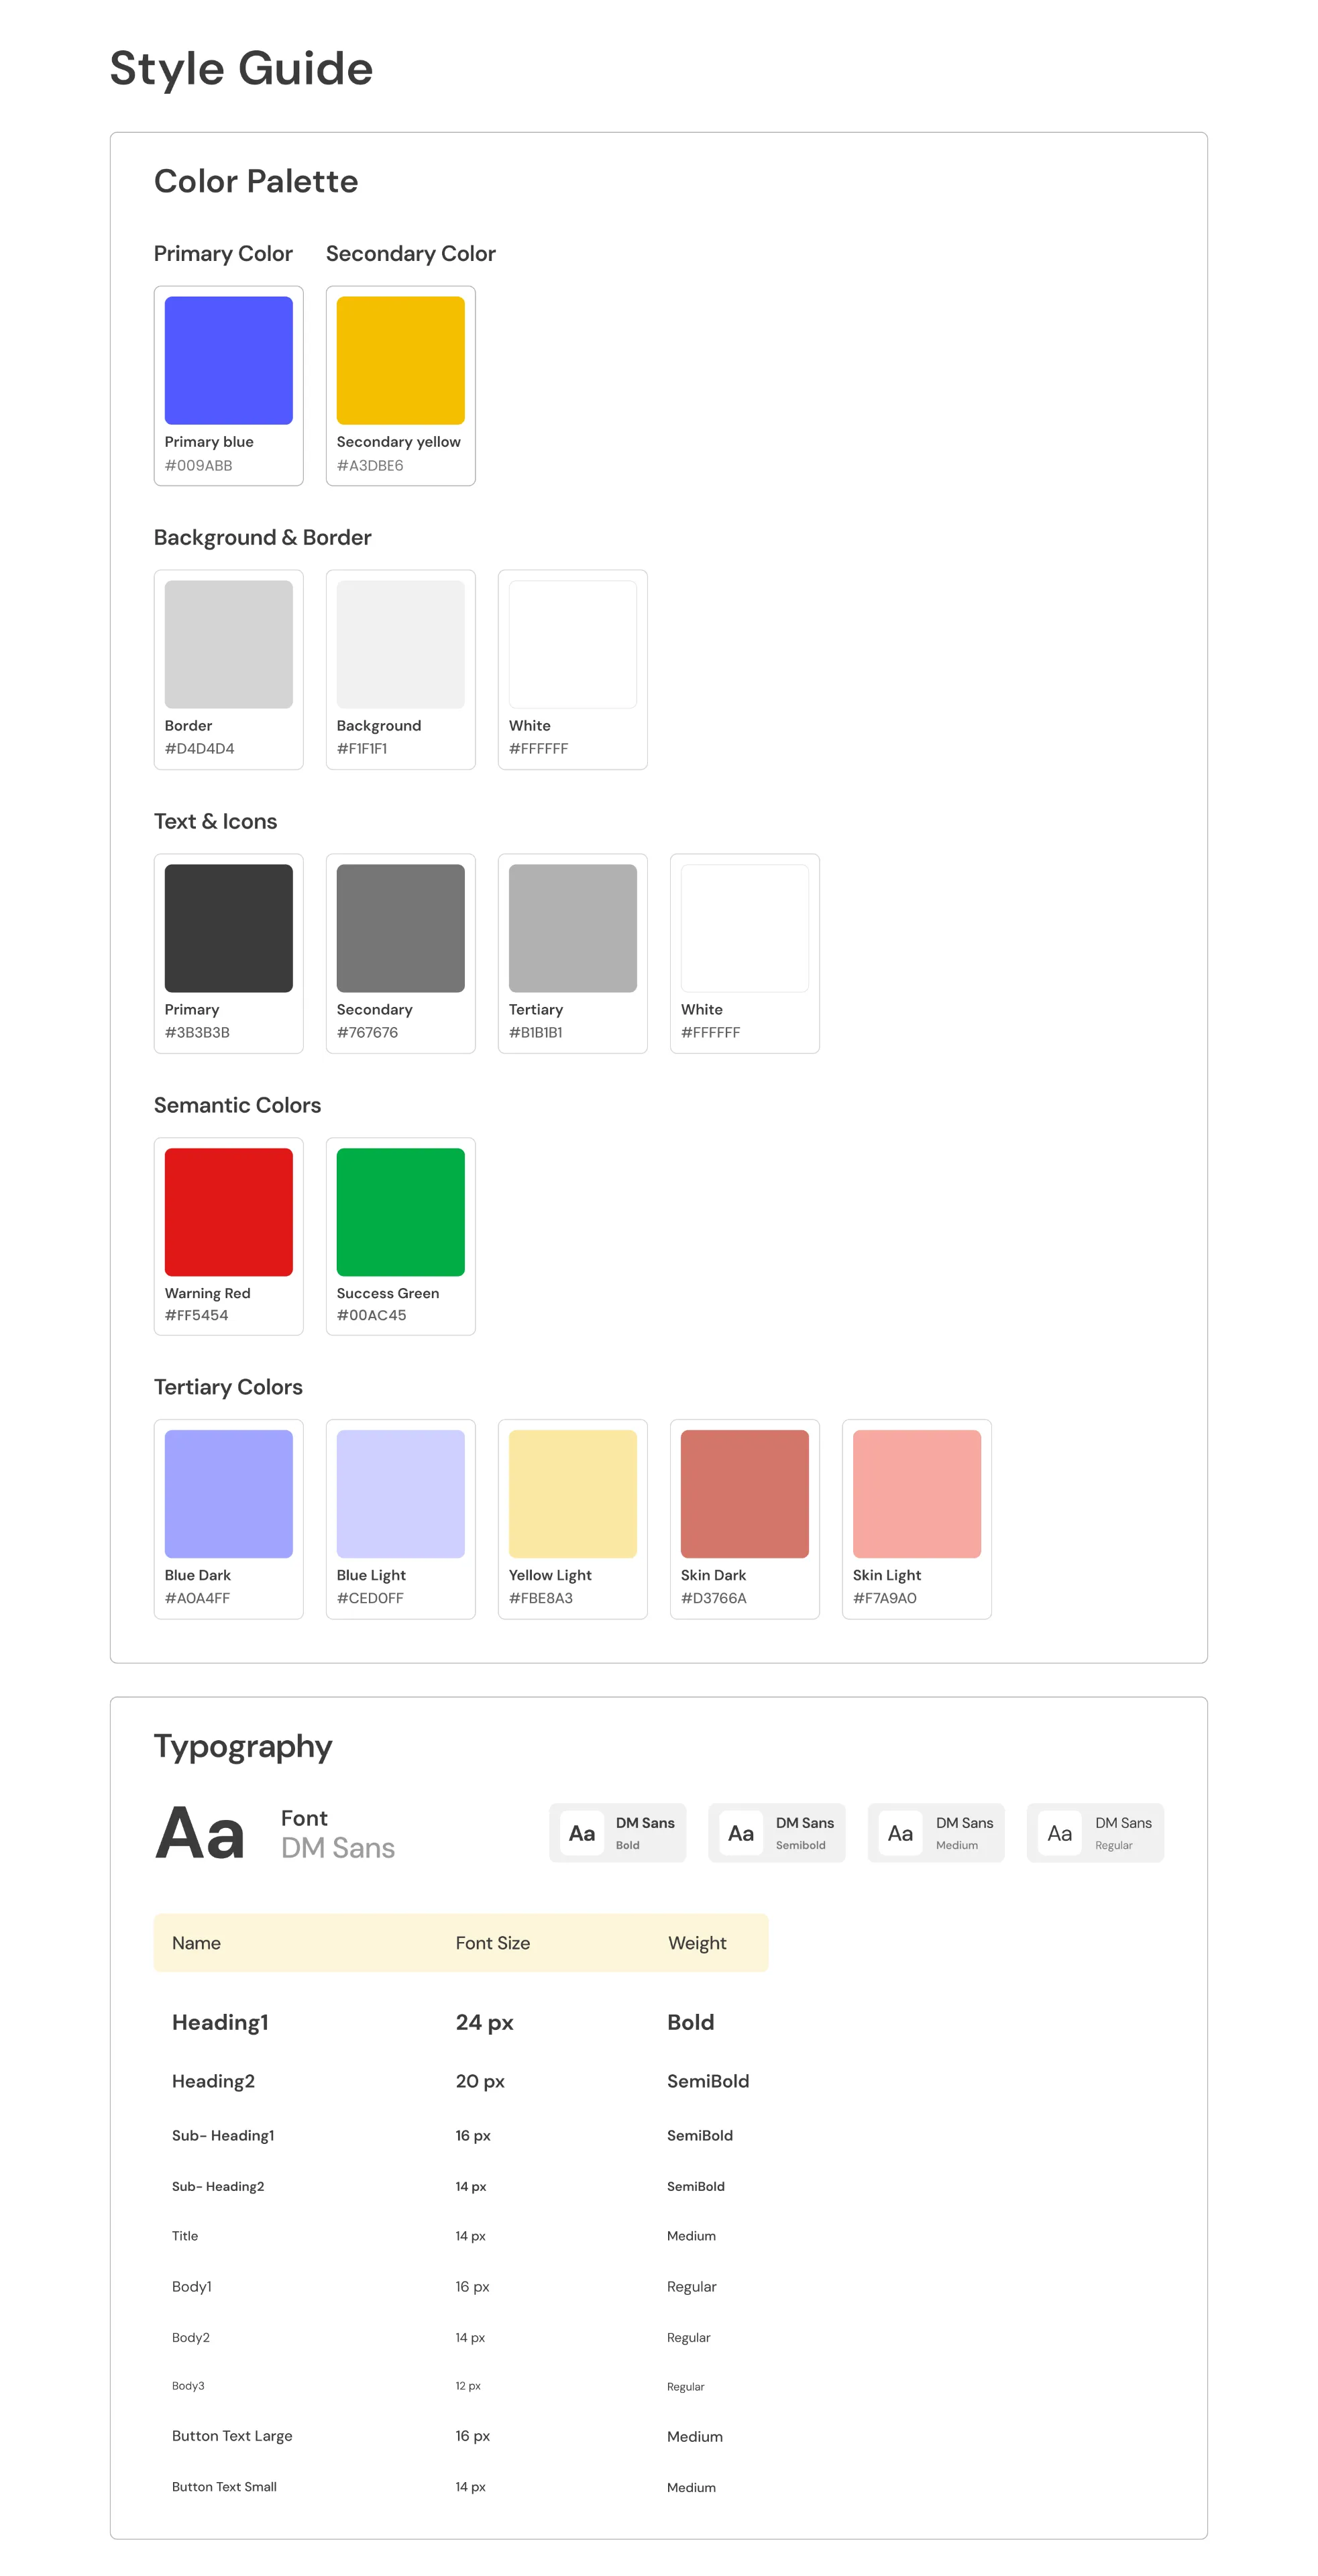 Style Guide
Color Palette
Primary Color
Secondary Color
Primary blue
#009ABB
Secondary yellow
#A3DBE6
Background & Border
Border
#D4D4D4
Background
#F1F1F1
White
#FFFFFF
Text & Icons
Primary
#3B3B3B
Secondary
#767676
Tertiary
#B1B1B1
White
#FFFFFF
Semantic Colors
Warning Red
#FF5454
Success Green
#00AC45
Tertiary Colors
Blue Dark
#A0A4FF
Blue Light
#CED0FF
Yellow Light
#FBE8A3
Skin Dark
#D3766A
Skin Light
#F7A9A0
Typography
Aa
Font
DM Sans
Aa
DM Sans
Bold
Aa
DM Sans
Semibold
Aa
DM Sans
Medium
Aa
DM Sans
Regular
Name Font Size Weight
Heading1 24 px Bold
Heading2 20 px SemiBold
Sub- Heading1 16 px SemiBold
Sub- Heading2 14 px SemiBold
Title 14 px Medium
Body1 16 px Regular
Body2 14 px Regular
Body3 12 px Regular
Button Text Large 16 px Medium
Button Text Small 14 px Medium